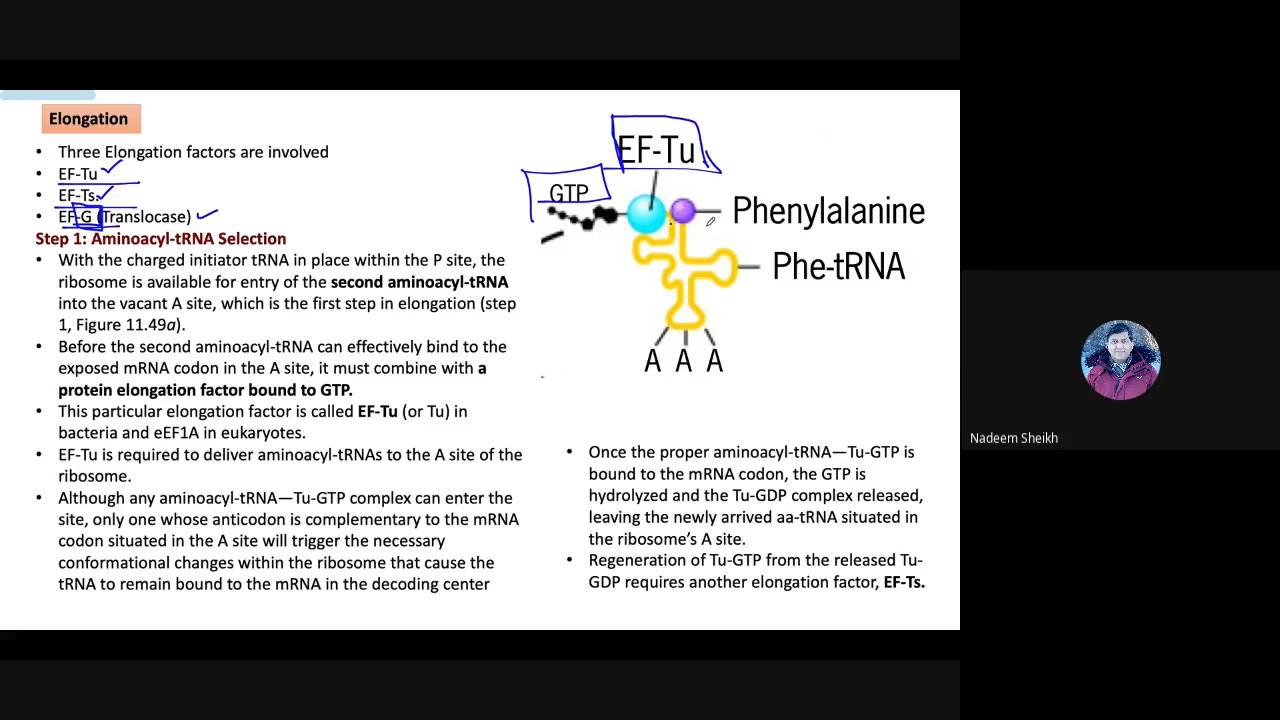 Elongation
• Three Elongation factors are involved
• EF-Tu
• EF-Ts.
• EF-G (Translocase)
Step 1: Aminoacyl-tRNA Selection
• With the charged initiator tRNA in place within the P site, the
ribosome is available for entry of the second aminoacyl-tRNA
into the vacant A site, which is the first step in elongation (step
1, Figure 11.49a).
• Before the second aminoacyl-tRNA can effectively bind to the
exposed mRNA codon in the A site, it must combine with a
protein elongation factor bound to GTP.
• This particular elongation factor is called EF-Tu (or Tu) in
bacteria and eEF1A in eukaryotes.
• EF-Tu is required to deliver aminoacyl-tRNAs to the A site of the
ribosome.
• Although any aminoacyl-tRNA—Tu-GTP complex can enter the
site, only one whose anticodon is complementary to the mRNA
codon situated in the A site will trigger the necessary
conformational changes within the ribosome that cause the
tRNA to remain bound to the mRNA in the decoding center
EF-Tu
GTP
Phenylalanine
Phe-tRNA
A A A
• Once the proper aminoacyl-tRNA—Tu-GTP is
bound to the mRNA codon, the GTP is
hydrolyzed and the Tu-GDP complex released,
leaving the newly arrived aa-tRNA situated in
the ribosome's A site.
• Regeneration of Tu-GTP from the released Tu-
GDP requires another elongation factor, EF-Ts.
Nadeem Sheikh